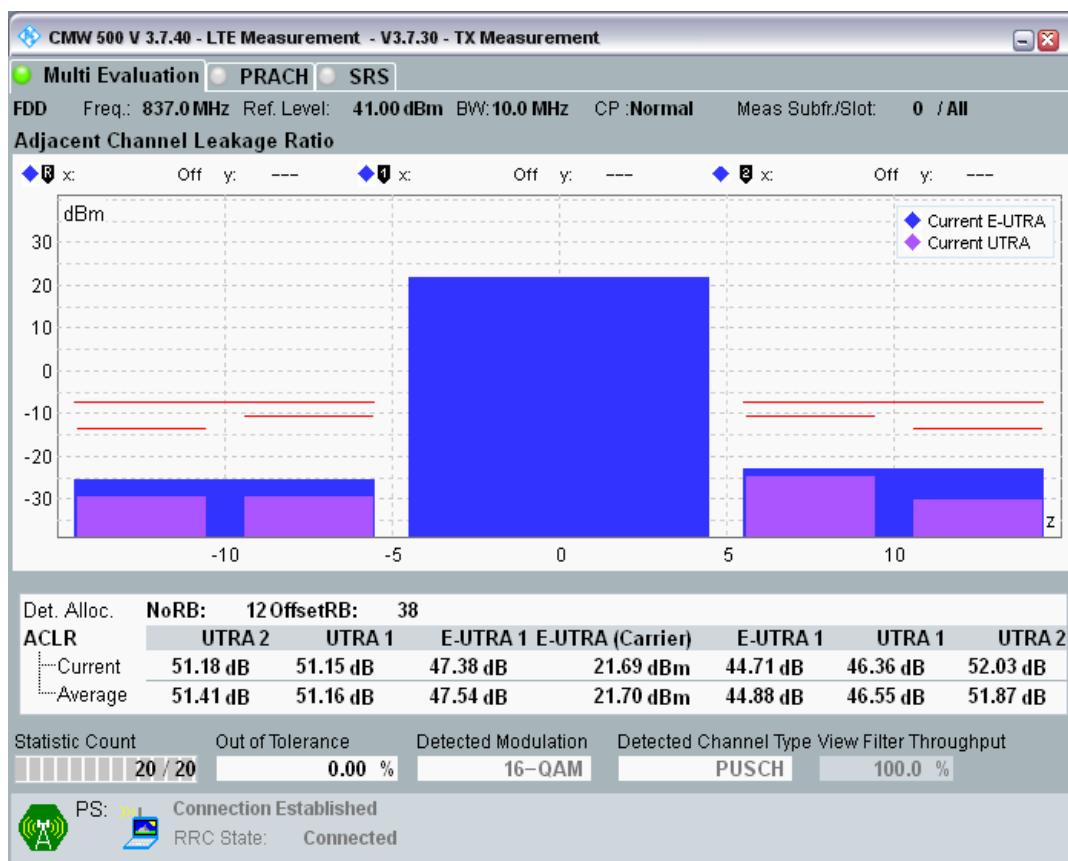 CMW 500 V 3.7.40 - LTE Measurement - V3.7.30 - TX Measurement
Multi Evaluation PRACH SRS
FDD Freq.: 837.0 MHz Ref. Level: 41.00 dBm BW: 10.0 MHz CP :Normal Meas Subfr./Slot: 0 / All
Adjacent Channel Leakage Ratio
R x: Off y: --- 1 x: Off y: --- 2 x: Off y: ---
dBm
Current E-UTRA
Current UTRA
30
20
10
0
-10
-20
-30
z
-10 -5 0 5 10
Det. Alloc. NoRB: 12 OffsetRB: 38
ACLR UTRA 2 UTRA 1 E-UTRA 1 E-UTRA (Carrier) E-UTRA 1 UTRA 1 UTRA 2
Current 51.18 dB 51.15 dB 47.38 dB 21.69 dBm 44.71 dB 46.36 dB 52.03 dB
Average 51.41 dB 51.16 dB 47.54 dB 21.70 dBm 44.88 dB 46.55 dB 51.87 dB
Statistic Count Out of Tolerance Detected Modulation Detected Channel Type View Filter Throughput
20 / 20 0.00 % 16-QAM PUSCH 100.0 %
PS: Connection Established
RRC State: Connected